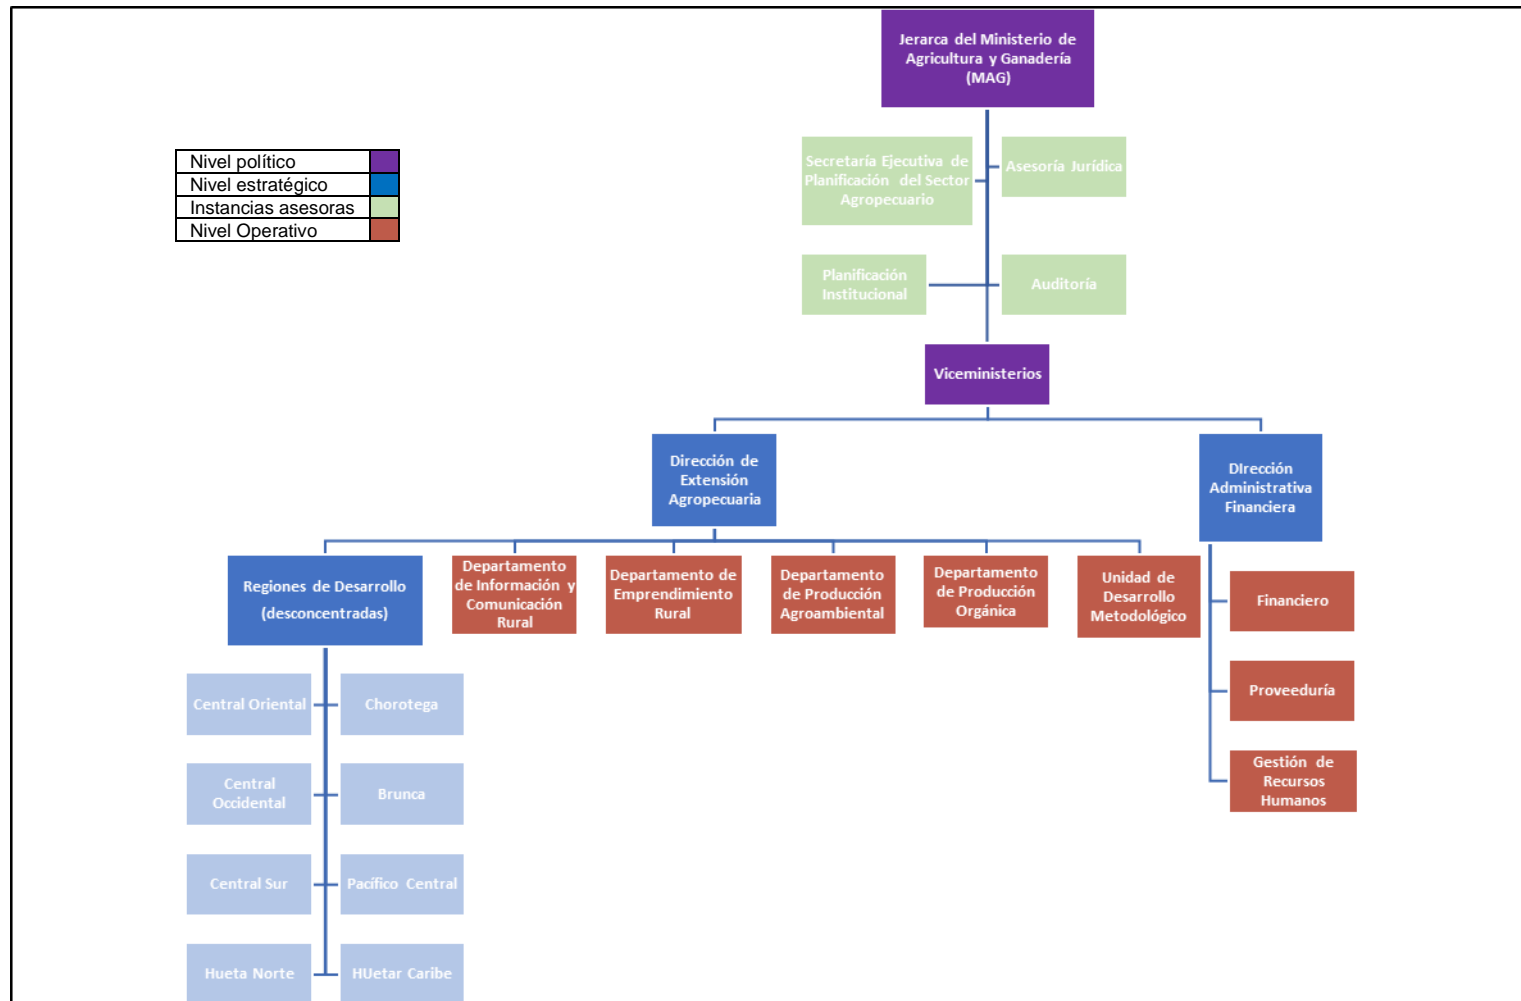 Jerarca del Ministerio de
Agricultura y Ganadería
(MAG)
Nivel político
Nivel estratégico
Instancias asesoras
Nivel Operativo
Secretaría Ejecutiva de
Planificación del Sector
Agropecuario
Asesoría Jurídica
Planificación
Institucional
Auditoría
Viceministerios
Dirección de
Extensión
Agropecuaria
DIrección
Administrativa
Financiera
Regiones de Desarrollo
(desconcentradas)
Departamento
de Información y
Comunicación
Rural
Departamento de
Emprendimiento
Rural
Departamento
de Producción
Agroambiental
Departamento
de Producción
Orgánica
Unidad de
Desarrollo
Metodológico
Financiero
Proveeduría
Gestión de
Recursos
Humanos
Central Oriental
Chorotega
Central
Occidental
Brunca
Central Sur
Pacífico Central
Hueta Norte
HUetar Caribe